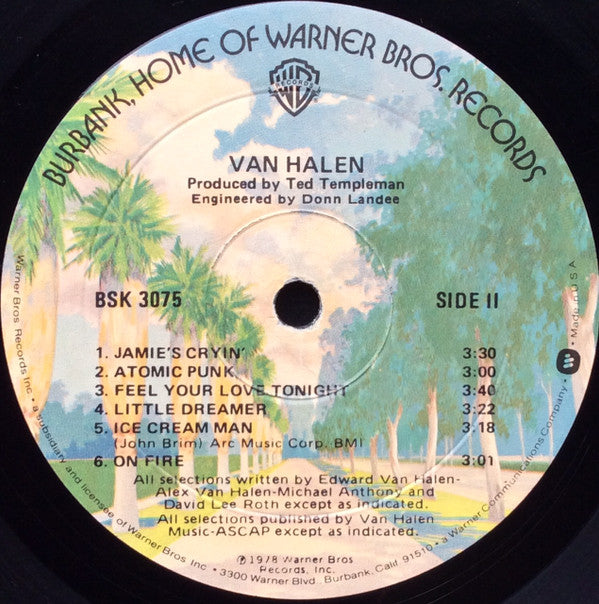 BURBANK, HOME OF WARNER BROS. RECORDS
WB
RECORDS
VAN HALEN
Produced by Ted Templeman
Engineered by Donn Landee
BSK 3075
SIDE II
1. JAMIE'S CRYIN' 3:30
2. ATOMIC PUNK 3:00
3. FEEL YOUR LOVE TONIGHT 3:40
4. LITTLE DREAMER 3:22
5. ICE CREAM MAN 3:18
(John Brim) Arc Music Corp.-BMI
6. ON FIRE 3:01
All selections written by Edward Van Halen-
Alex Van Halen-Michael Anthony and
David Lee Roth except as indicated.
All selections published by Van Halen
Music-ASCAP except as indicated.
℗1978 Warner Bros
Records, Inc.
Warner Bros. Records Inc. • a subsidiary and licensee of Warner Bros Inc. • 3300 Warner Blvd., Burbank, Calif. 91510 • a Warner Communications Company • Made in U.S.A.